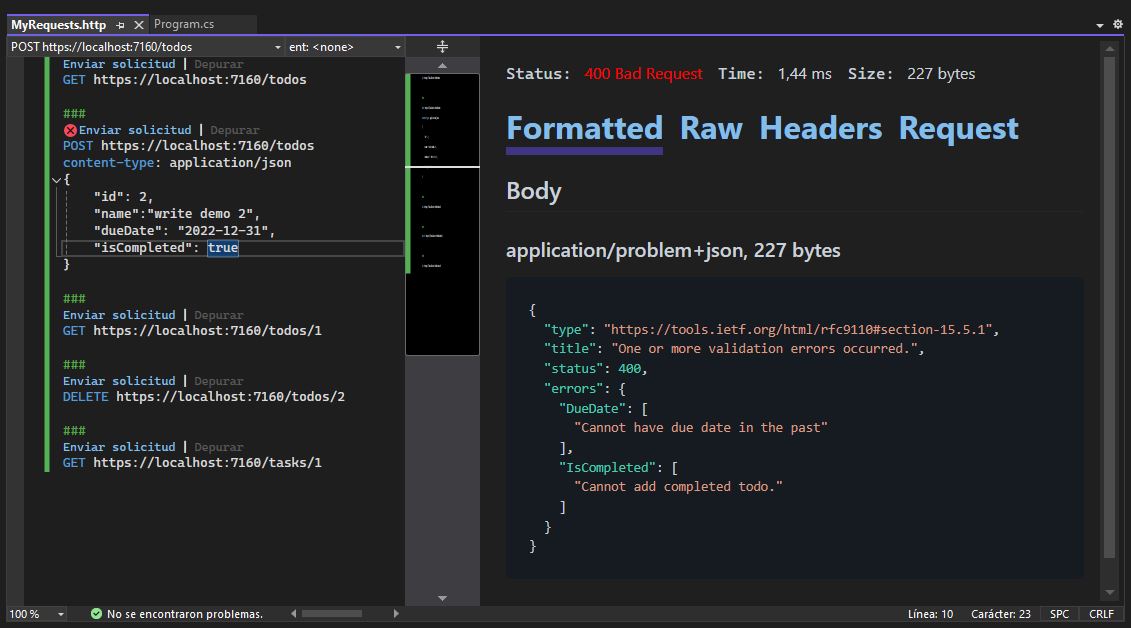 MyRequests.http
Program.cs
POST https://localhost:7160/todos
ent: <none>
Enviar solicitud | Depurar
GET https://localhost:7160/todos
###
Enviar solicitud | Depurar
POST https://localhost:7160/todos
content-type: application/json
{
"id": 2,
"name":"write demo 2",
"dueDate": "2022-12-31",
"isCompleted": true
}
###
Enviar solicitud | Depurar
GET https://localhost:7160/todos/1
###
Enviar solicitud | Depurar
DELETE https://localhost:7160/todos/2
###
Enviar solicitud | Depurar
GET https://localhost:7160/tasks/1
Status: 400 Bad Request Time: 1,44 ms Size: 227 bytes
Formatted Raw Headers Request
Body
application/problem+json, 227 bytes
{
"type": "https://tools.ietf.org/html/rfc9110#section-15.5.1",
"title": "One or more validation errors occurred.",
"status": 400,
"errors": {
"DueDate": [
"Cannot have due date in the past"
],
"IsCompleted": [
"Cannot add completed todo."
]
}
}
100 %
No se encontraron problemas.
Línea: 10
Carácter: 23
SPC
CRLF